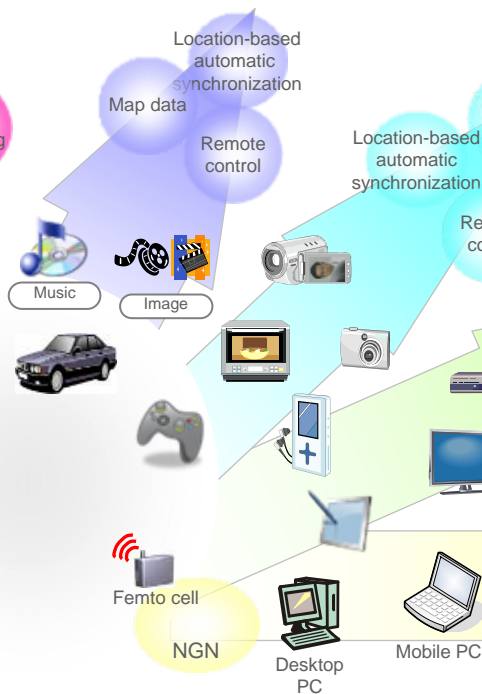 Location-based
automatic
synchronization
Map data
Remote
control
Location-based
automatic
synchronization
Music
Image
Femto cell
NGN
Desktop
PC
Mobile PC